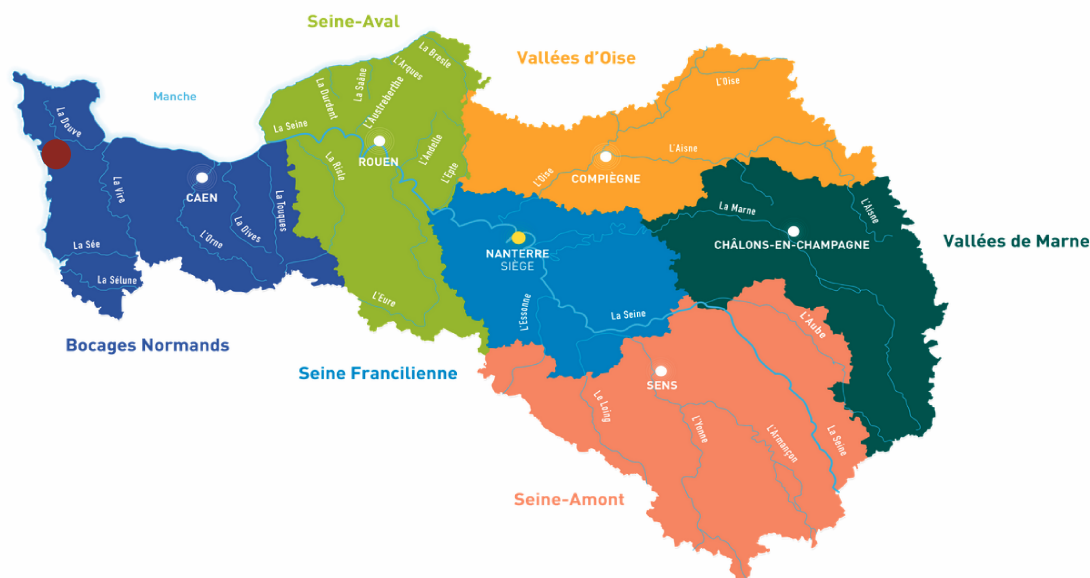 Seine-Aval
Vallées d'Oise
Manche
La Bresle
L'Arques
La Saâne
La Durdent
L'Austreberthe
La Seine
ROUEN
La Risle
L'Andelle
L'Epte
L'Eure
L'Oise
L'Aisne
L'Oise
COMPIÈGNE
L'Aisne
La Douve
La Vire
CAEN
La Touques
La Dives
L'Orne
La Sée
La Sélune
Bocages Normands
La Marne
CHÂLONS-EN-CHAMPAGNE
Vallées de Marne
NANTERRE
SIÈGE
L'Essonne
La Seine
Seine Francilienne
L'Aube
SENS
Le Loing
L'Yonne
L'Armançon
La Seine
Seine-Amont